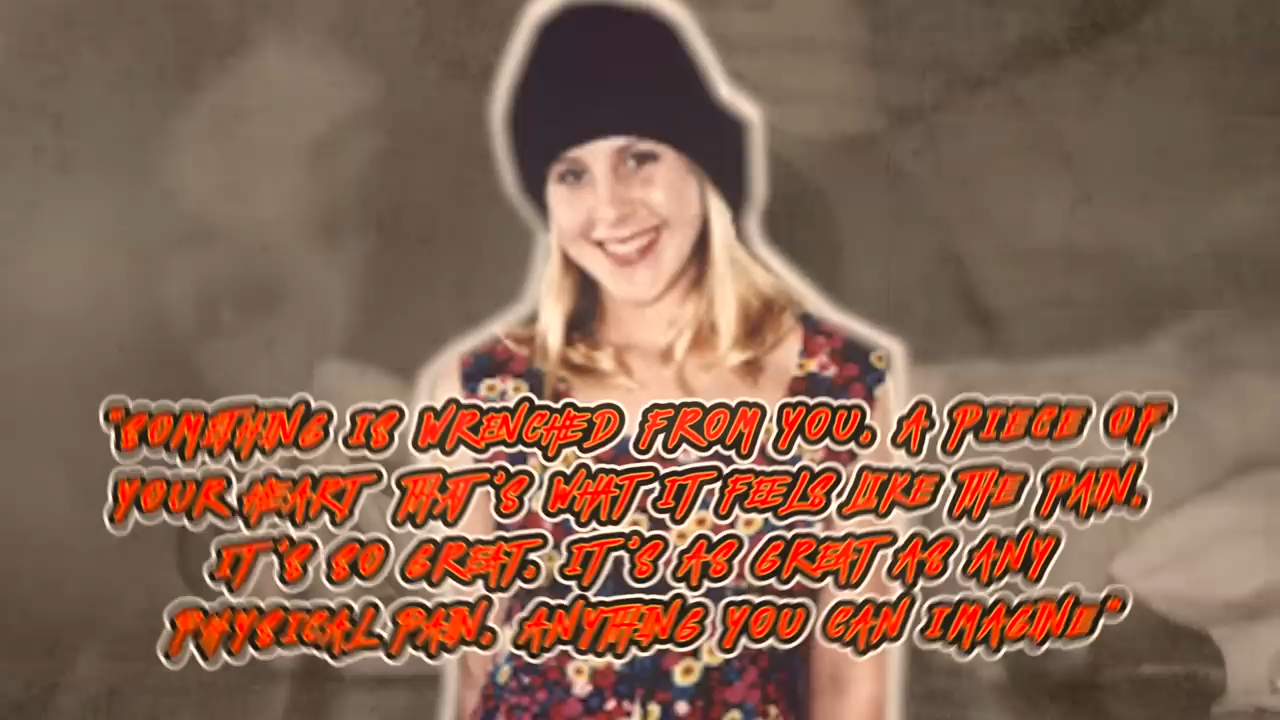 "SOMETHING IS WRENCHED FROM YOU. A PIECE OF
YOUR HEART THAT'S WHAT IT FEELS LIKE THE PAIN.
IT'S SO GREAT. IT'S AS GREAT AS ANY
PHYSICAL PAIN. ANYTHING YOU CAN IMAGINE"